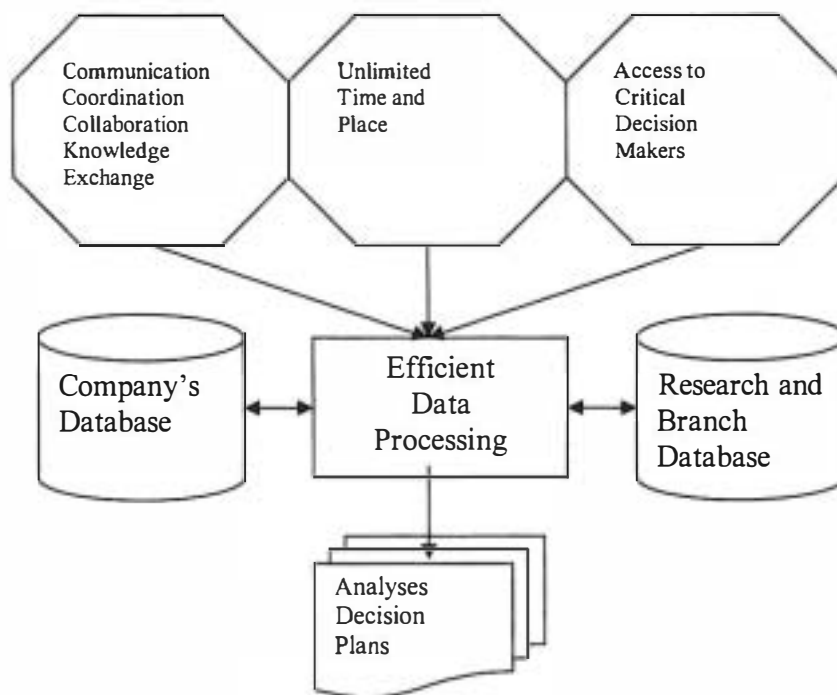 Communication
Coordination
Collaboration
Knowledge
Exchange
Unlimited
Time and
Place
Access to
Critical
Decision
Makers
Company's
Database
Efficient
Data
Processing
Research and
Branch
Database
Analyses
Decision
Plans